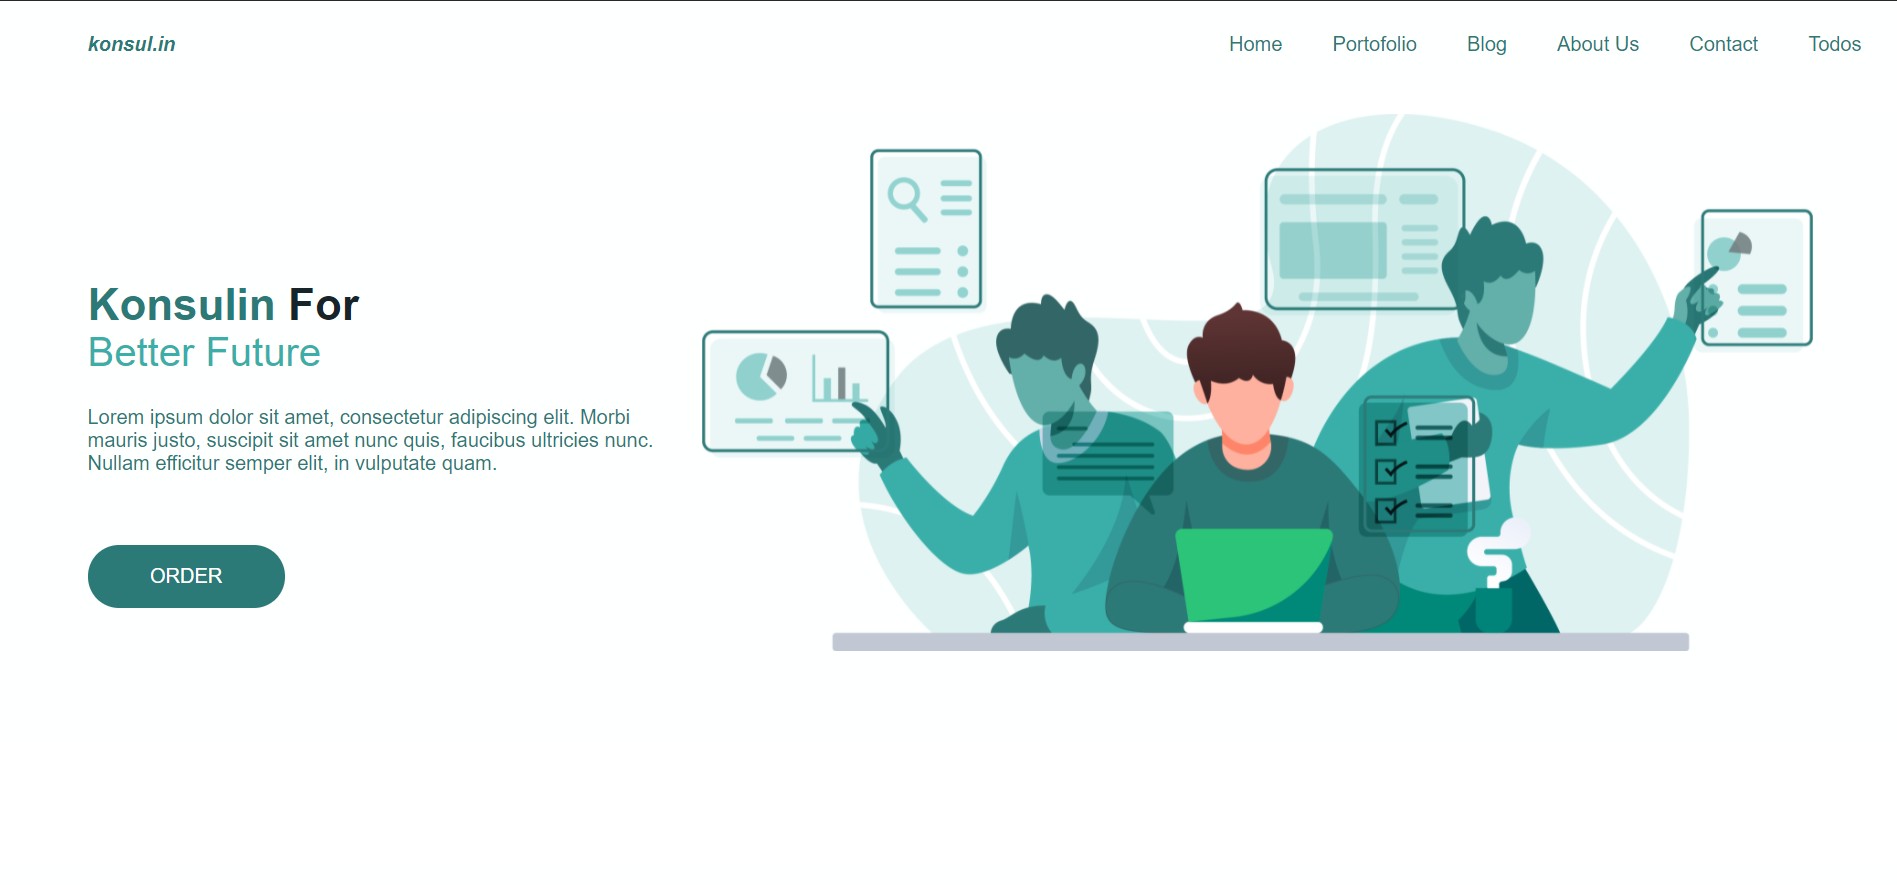 konsul.in
Home Portofolio Blog About Us Contact Todos
Konsulin For
Better Future
Lorem ipsum dolor sit amet, consectetur adipiscing elit. Morbi
mauris justo, suscipit sit amet nunc quis, faucibus ultricies nunc.
Nullam efficitur semper elit, in vulputate quam.
ORDER